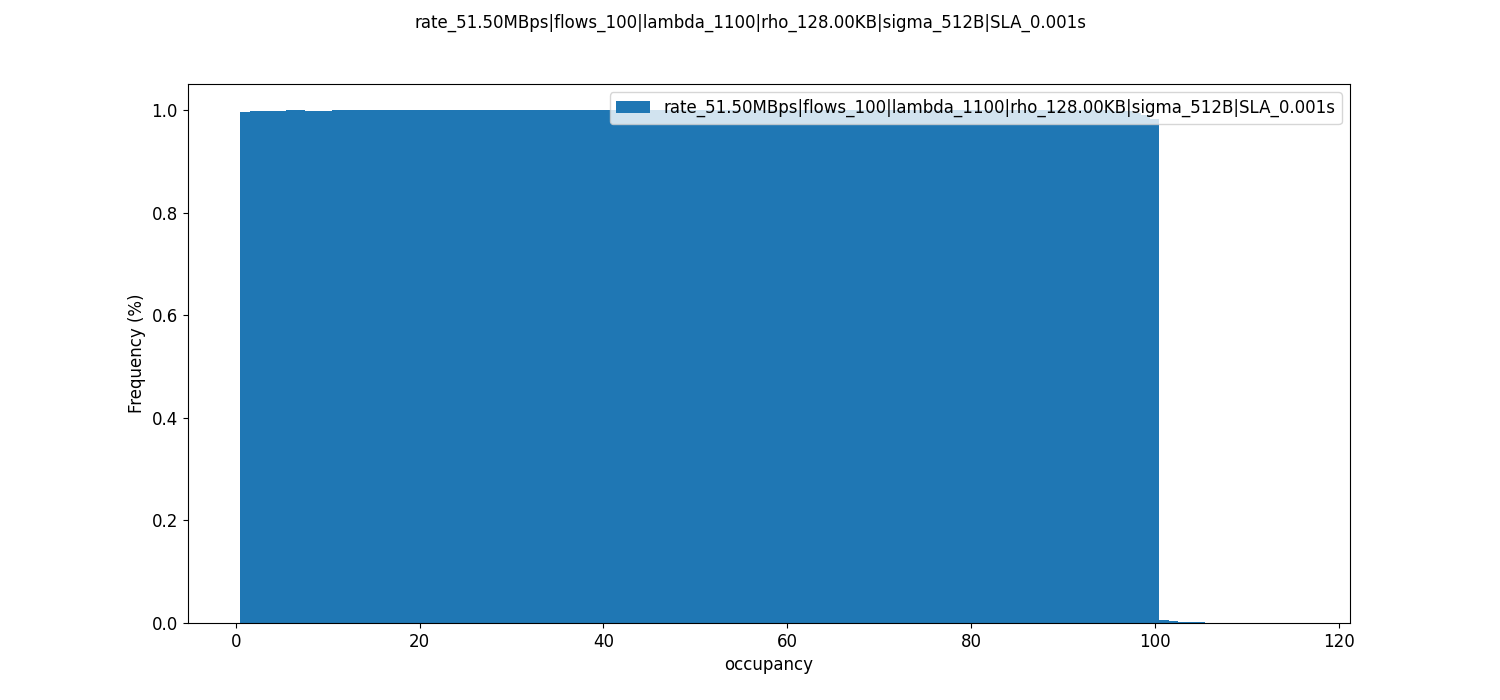 rate_51.50MBps|flows_100|lambda_1100|rho_128.00KB|sigma_512B|SLA_0.001s
rate_51.50MBps|flows_100|lambda_1100|rho_128.00KB|sigma_512B|SLA_0.001s
1.0
0.8
0.6
0.4
0.2
0.0
Frequency (%)
0 20 40 60 80 100 120
occupancy